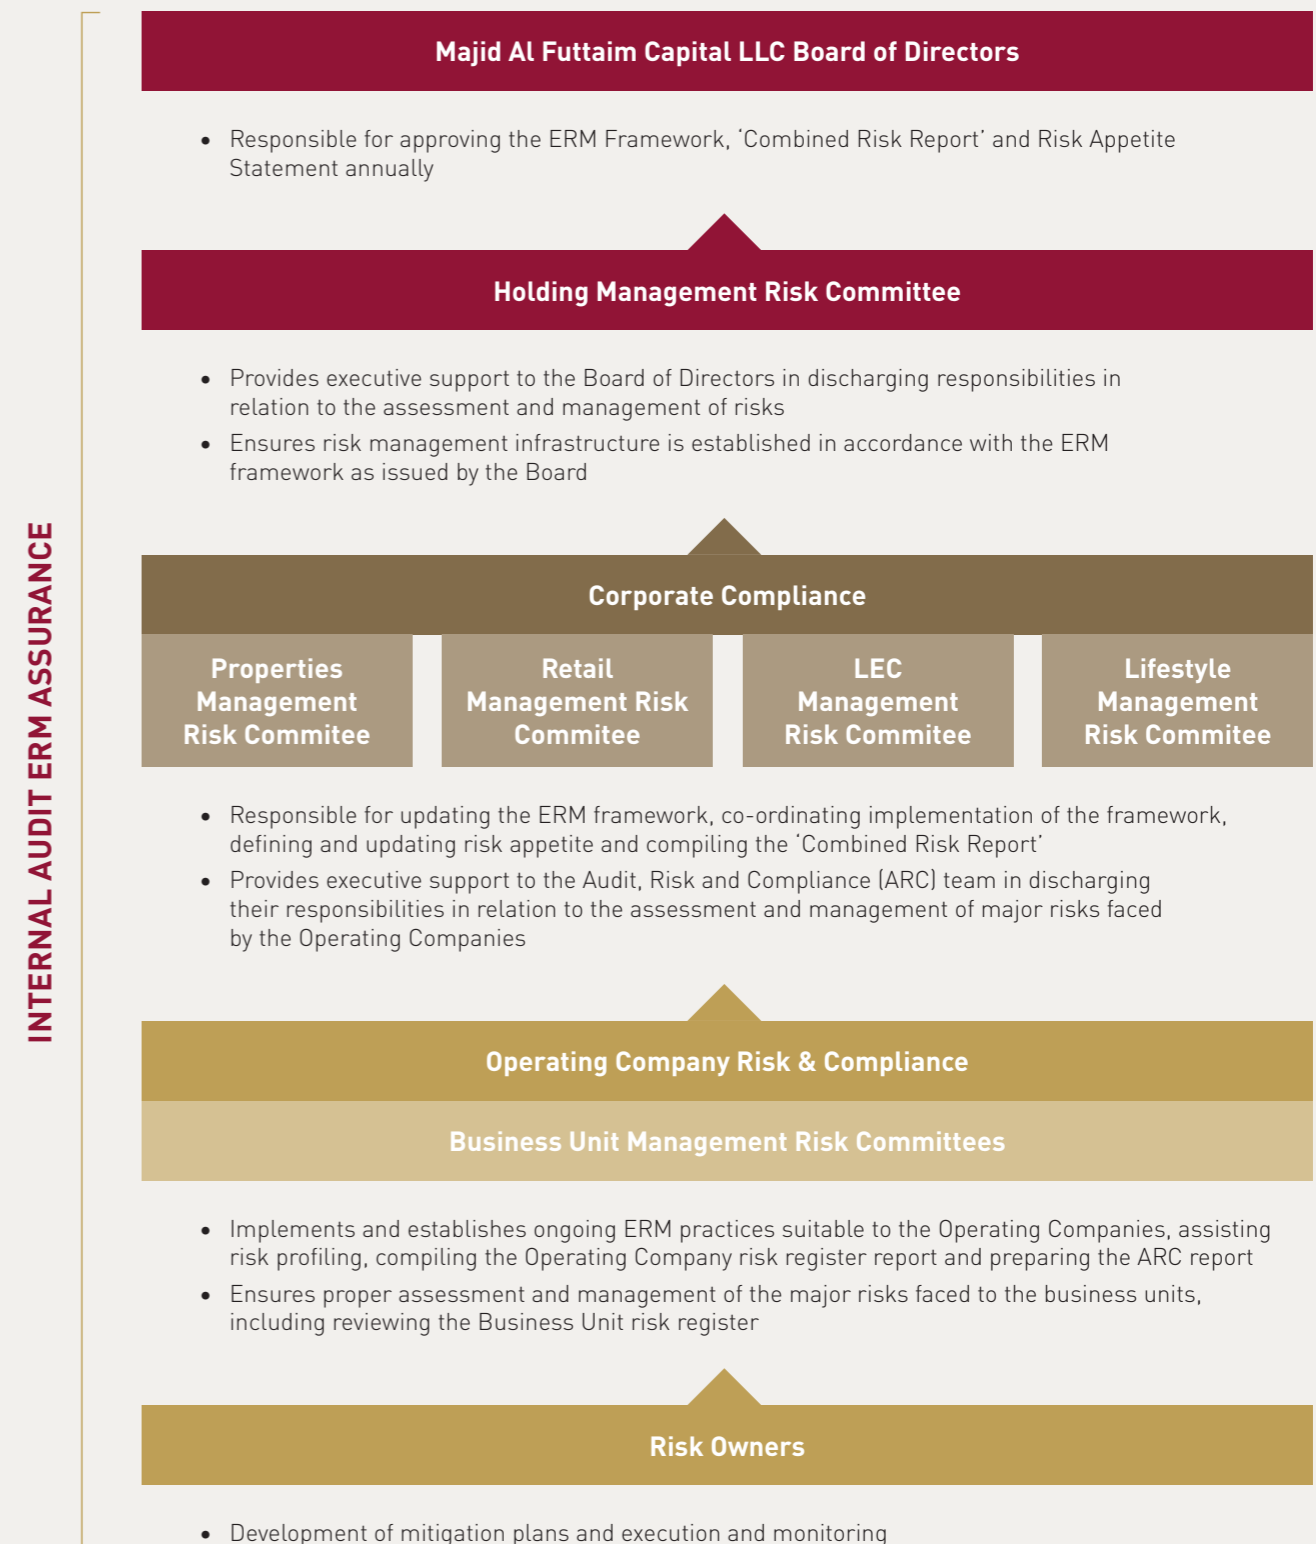 Majid Al Futtaim Capital LLC Board of Directors
• Responsible for approving the ERM Framework, ‘Combined Risk Report’ and Risk Appetite
Statement annually
Holding Management Risk Committee
• Provides executive support to the Board of Directors in discharging responsibilities in
relation to the assessment and management of risks
• Ensures risk management infrastructure is established in accordance with the ERM
framework as issued by the Board
INTERNAL AUDIT ERM ASSURANCE
Corporate Compliance
Properties
Management
Risk Commitee
Retail
Management Risk
Commitee
LEC
Management
Risk Commitee
Lifestyle
Management
Risk Commitee
• Responsible for updating the ERM framework, co-ordinating implementation of the framework,
defining and updating risk appetite and compiling the ‘Combined Risk Report’
• Provides executive support to the Audit, Risk and Compliance (ARC) team in discharging
their responsibilities in relation to the assessment and management of major risks faced
by the Operating Companies
Operating Company Risk & Compliance
Business Unit Management Risk Committees
• Implements and establishes ongoing ERM practices suitable to the Operating Companies, assisting
risk profiling, compiling the Operating Company risk register report and preparing the ARC report
• Ensures proper assessment and management of the major risks faced to the business units,
including reviewing the Business Unit risk register
Risk Owners
• Development of mitigation plans and execution and monitoring